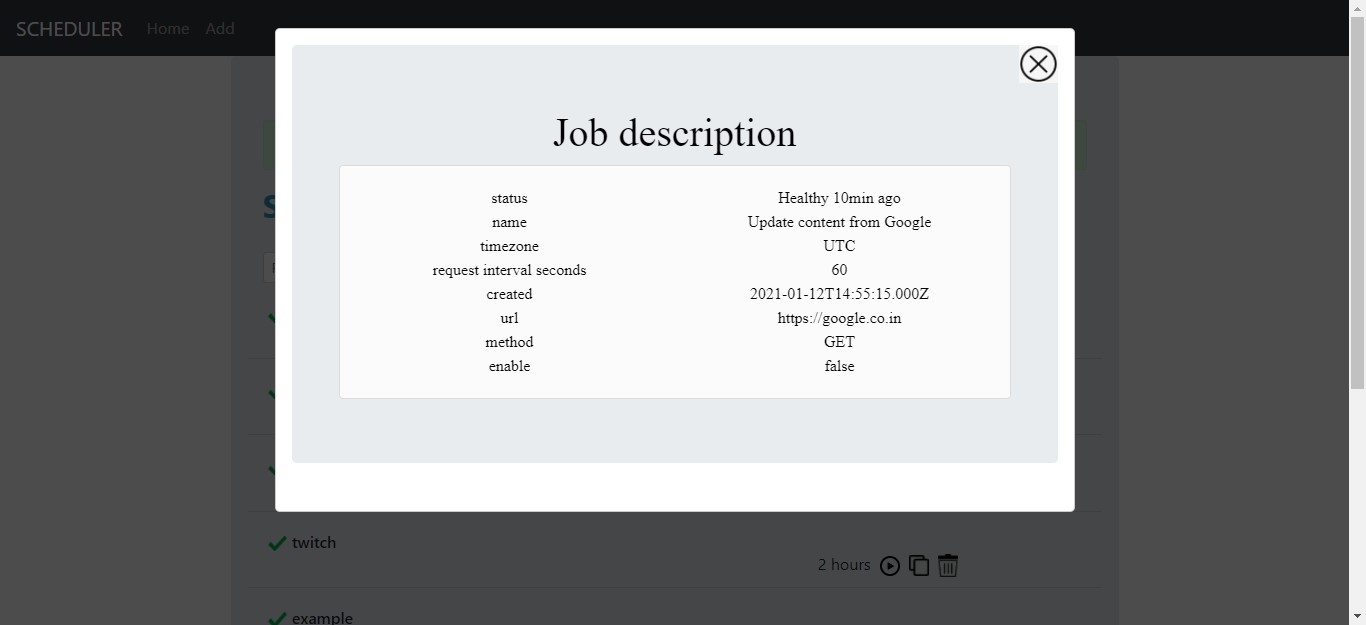 SCHEDULER Home Add
Job description
status Healthy 10min ago
name Update content from Google
timezone UTC
request interval seconds 60
created 2021-01-12T14:55:15.000Z
url https://google.co.in
method GET
enable false
twitch
2 hours
example